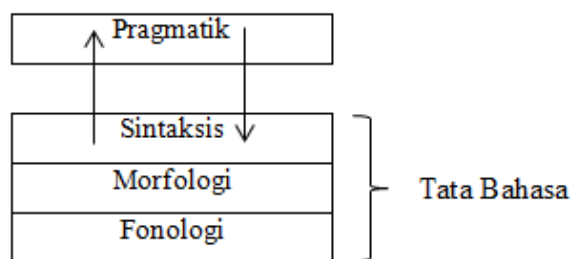 Pragmatik
Sintaksis
Morfologi
Fonologi
Tata Bahasa